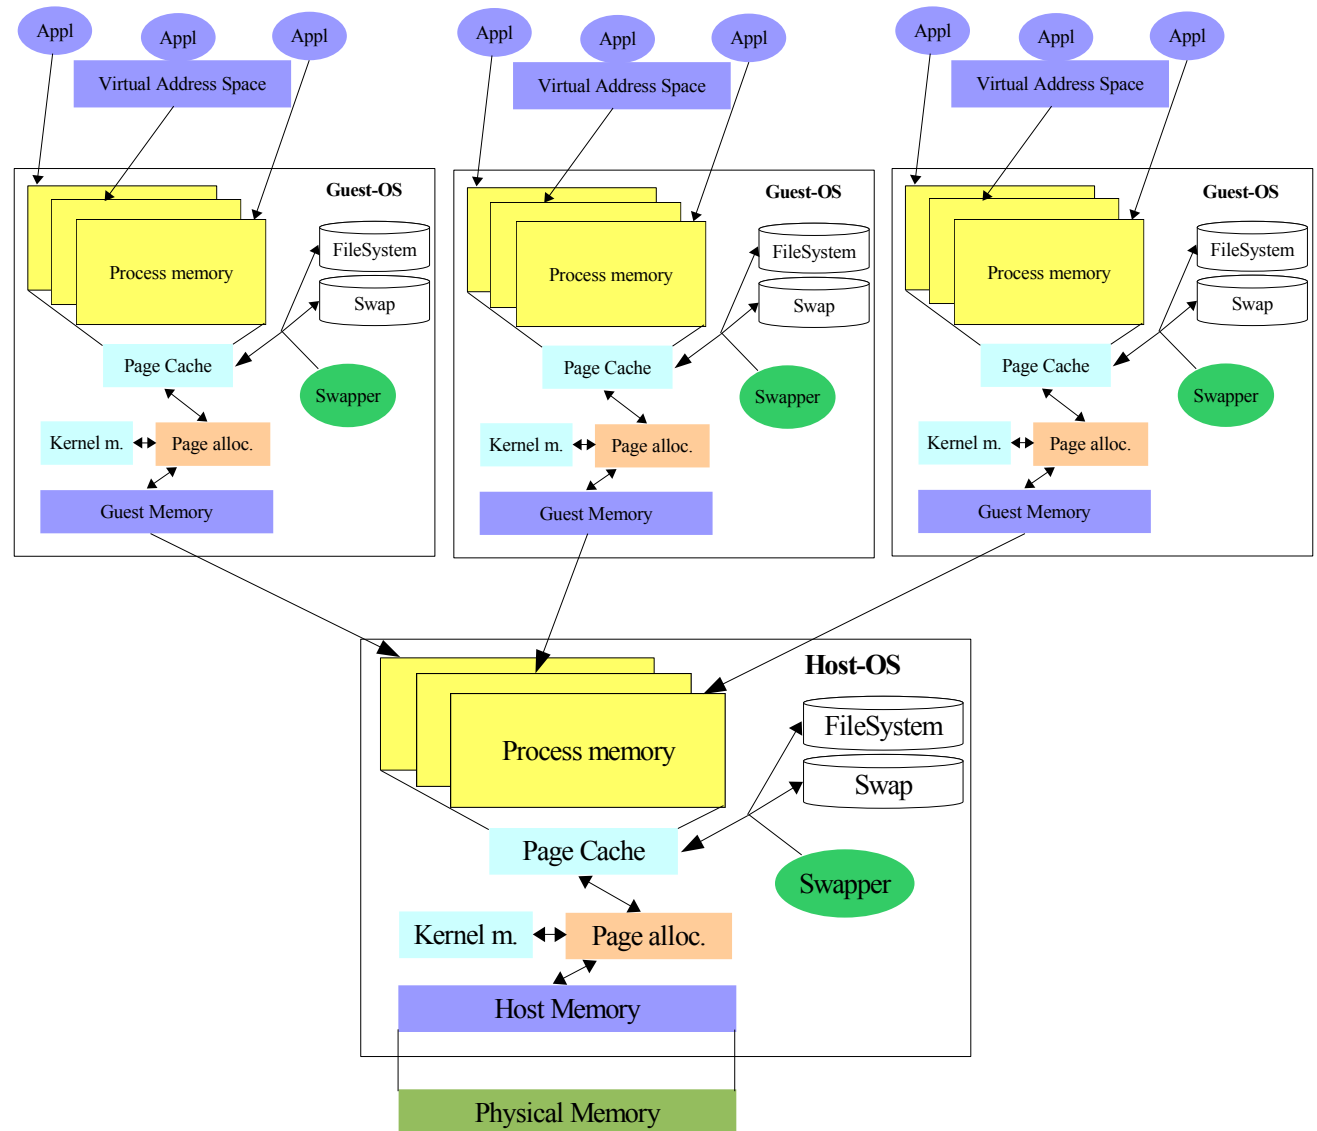 Appl
Appl
Appl
Virtual Address Space
Guest-OS
FileSystem
Process memory
Swap
Page Cache
Swapper
Kernel m.
Page alloc.
Guest Memory
Appl
Appl
Appl
Virtual Address Space
Guest-OS
FileSystem
Process memory
Swap
Page Cache
Swapper
Kernel m.
Page alloc.
Guest Memory
Appl
Appl
Appl
Virtual Address Space
Guest-OS
FileSystem
Process memory
Swap
Page Cache
Swapper
Kernel m.
Page alloc.
Guest Memory
Host-OS
FileSystem
Process memory
Swap
Page Cache
Swapper
Kernel m.
Page alloc.
Host Memory
Physical Memory